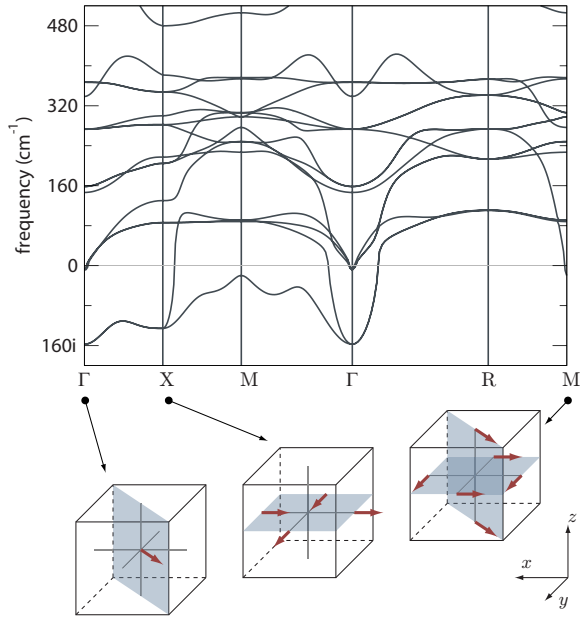 480
320
160
0
160i
frequency (cm⁻¹)
Γ X M Γ R M
z
x
y